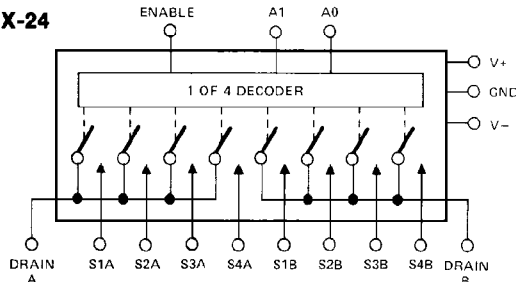 X-24
ENABLE A1 A0
V+
1 OF 4 DECODER
GND
V−
DRAIN A S1A S2A S3A S4A S1B S2B S3B S4B DRAIN